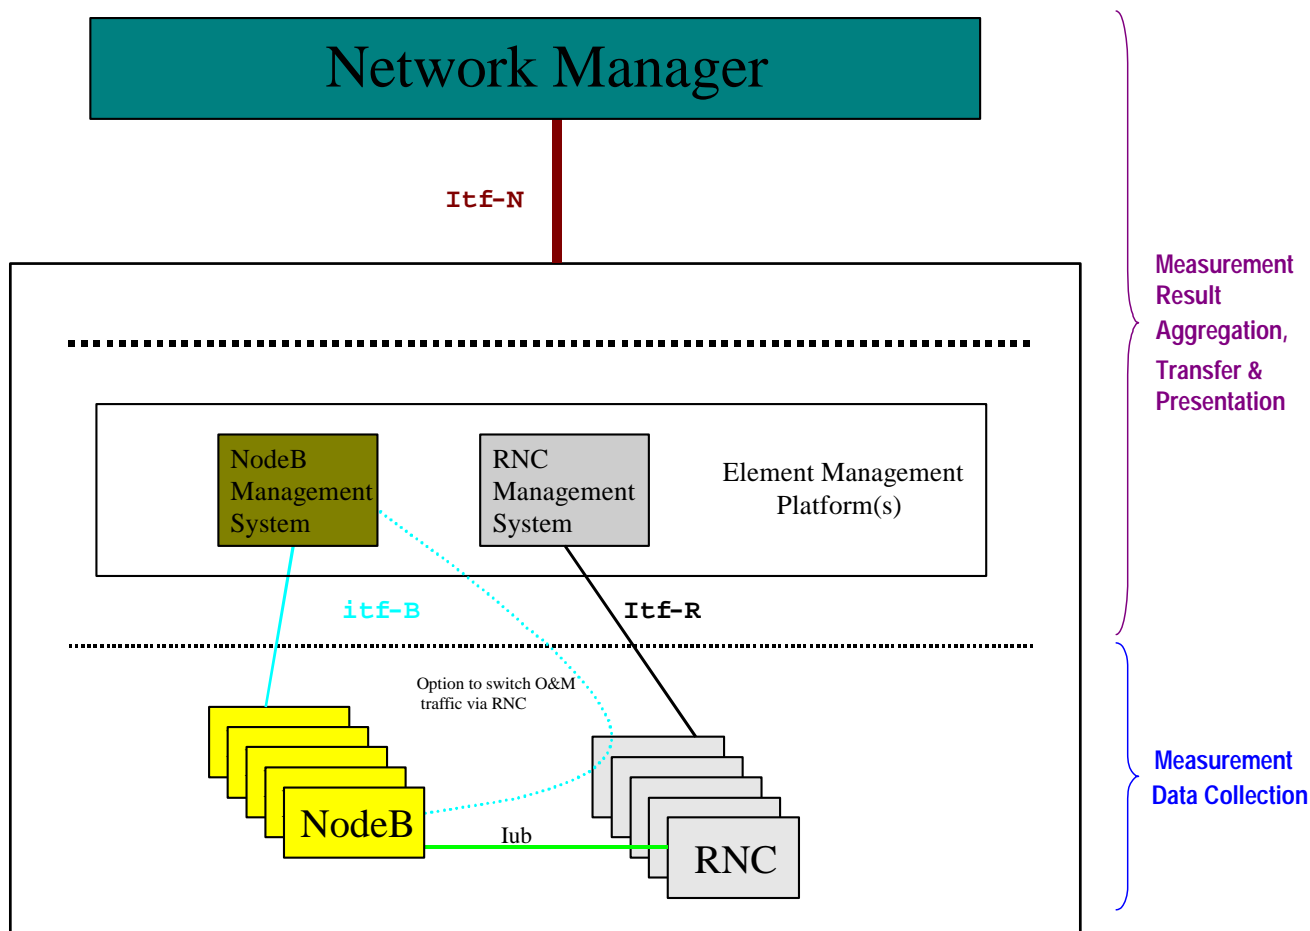 Network Manager
Itf-N
Measurement
Result
Aggregation,
Transfer &
Presentation
NodeB
Management
System
RNC
Management
System
Element Management
Platform(s)
itf-B
Itf-R
Option to switch O&M
traffic via RNC
Measurement
Data Collection
NodeB
Iub
RNC